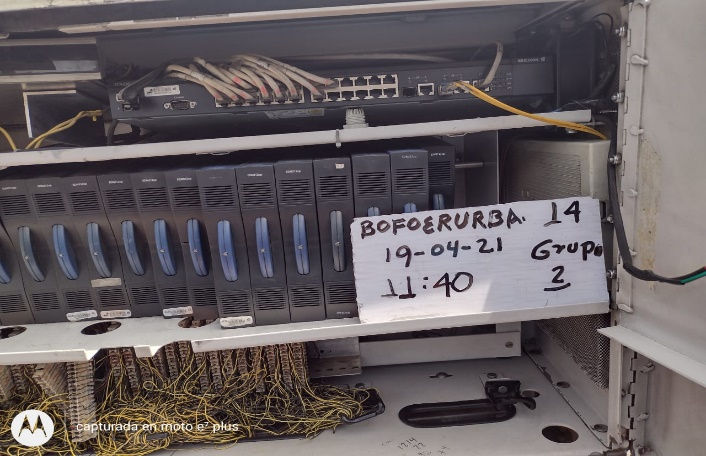 BOFOERURBA. 14
19-04-21 Grupo
11:40 2
capturada en moto e⁷ plus